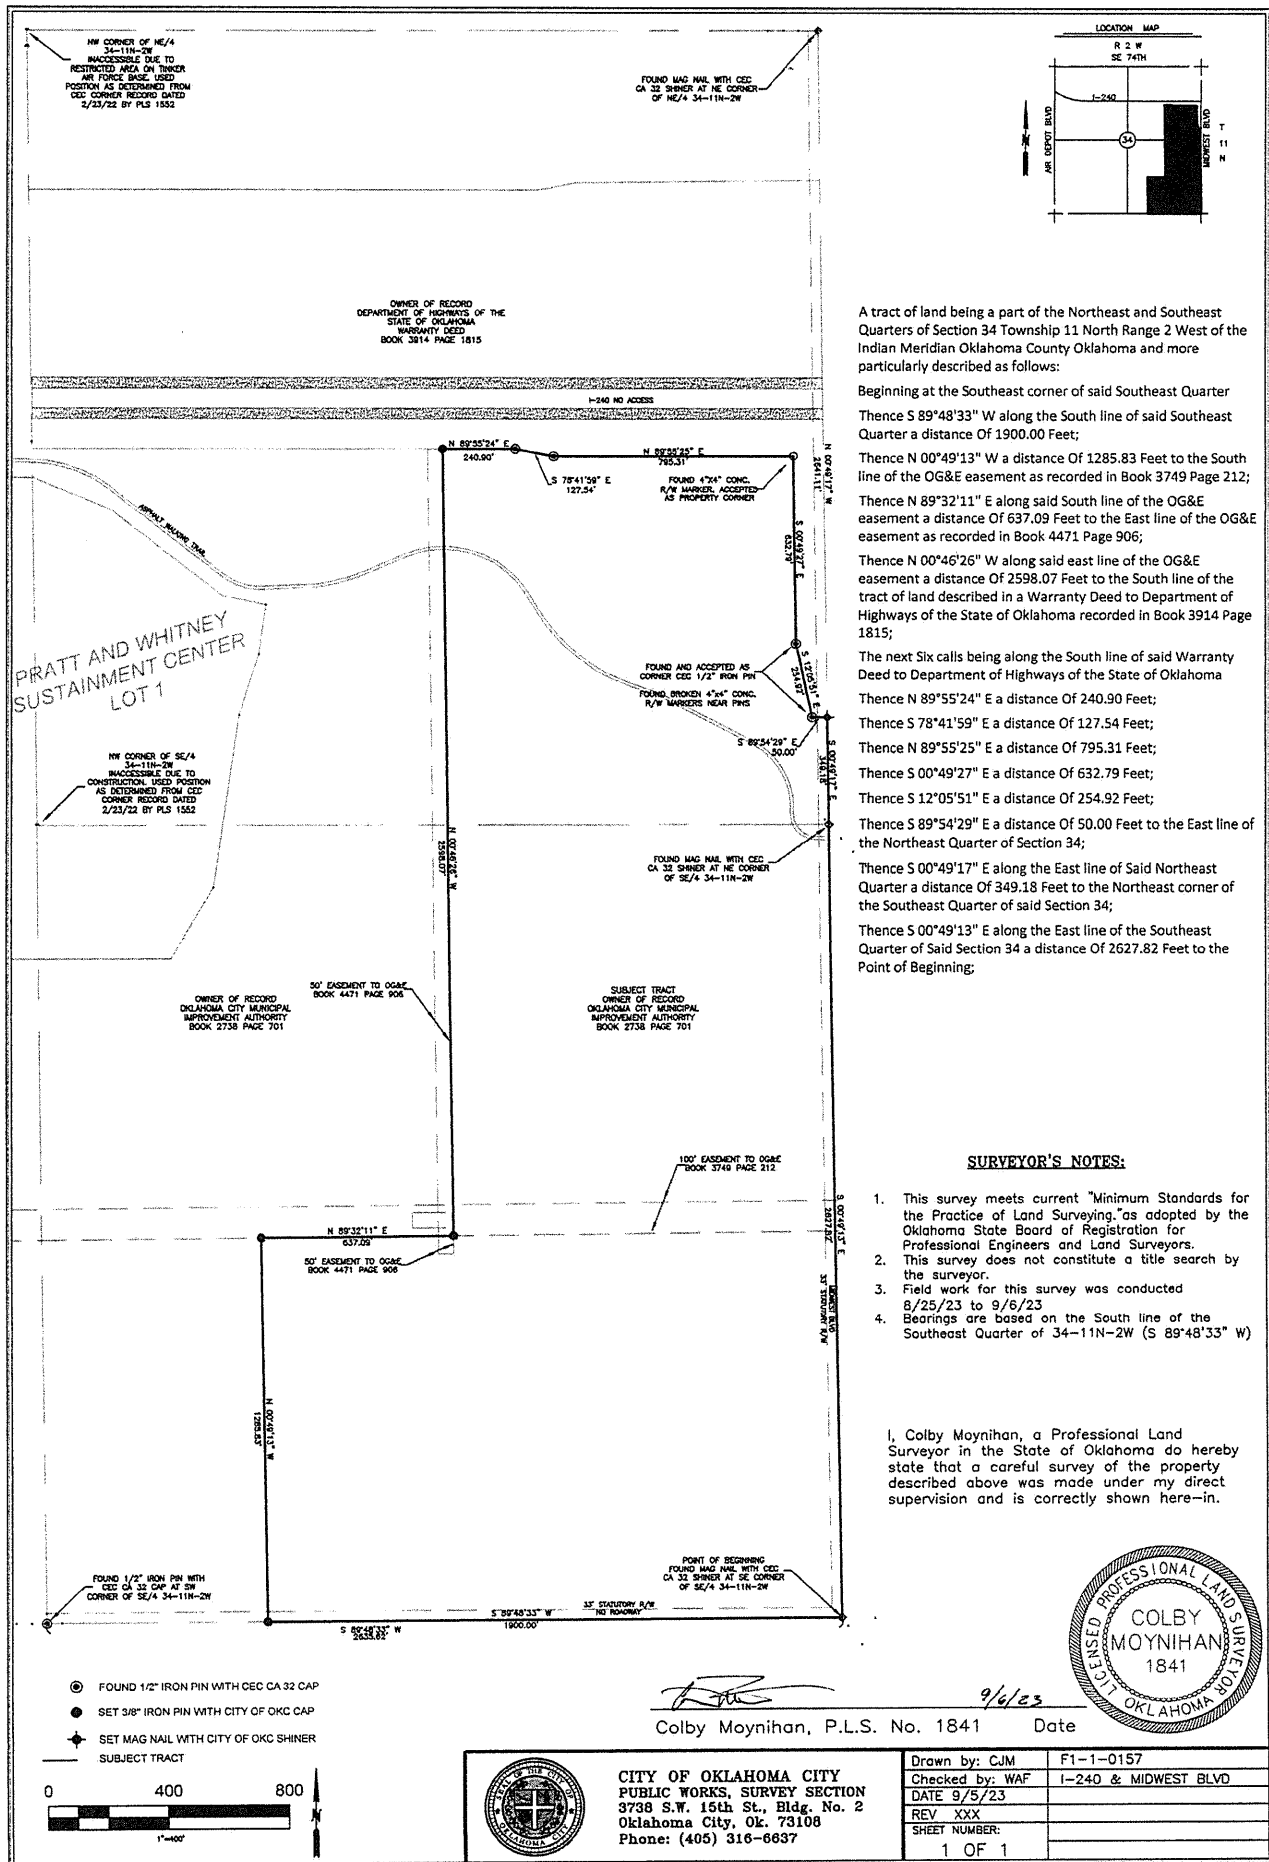 NW CORNER OF NE/4
34-11N-2W
INACCESSIBLE DUE TO
RESTRICTED AREA ON TINKER
AIR FORCE BASE. USED
POSITION AS DETERMINED FROM
CEC CORNER RECORD DATED
2/23/22 BY PLS 1552
FOUND MAG NAIL WITH CEC
CA 32 SHINER AT NE CORNER
OF NE/4 34-11N-2W
LOCATION MAP
R 2 W
SE 74TH
I-240
AIR DEPOT BLVD
34
MIDWEST BLVD
T
11
N
N
OWNER OF RECORD
DEPARTMENT OF HIGHWAYS OF THE
STATE OF OKLAHOMA
WARRANTY DEED
BOOK 3914 PAGE 1815
I-240 NO ACCESS
N 89°55'24" E
240.90'
S 78°41'59" E
127.54'
N 89°55'25" E
795.31'
FOUND 4"X4" CONC.
R/W MARKER, ACCEPTED
AS PROPERTY CORNER
N 00°49'17" W
2641.11'
S 00°49'27" E
632.79'
ASPHALT WALKING TRAIL
PRATT AND WHITNEY
SUSTAINMENT CENTER
LOT 1
FOUND AND ACCEPTED AS
CORNER CEC 1/2" IRON PIN
FOUND BROKEN 4"x4" CONC.
R/W MARKERS NEAR PINS
S 12°05'51" E
254.92'
S 89°54'29" E
50.00'
S 00°49'17" E
349.18'
NW CORNER OF SE/4
34-11N-2W
INACCESSIBLE DUE TO
CONSTRUCTION. USED POSITION
AS DETERMINED FROM CEC
CORNER RECORD DATED
2/23/22 BY PLS 1552
N 00°46'26" W
2598.07'
FOUND MAG NAIL WITH CEC
CA 32 SHINER AT NE CORNER
OF SE/4 34-11N-2W
50' EASEMENT TO OG&E
BOOK 4471 PAGE 906
OWNER OF RECORD
OKLAHOMA CITY MUNICIPAL
IMPROVEMENT AUTHORITY
BOOK 2738 PAGE 701
SUBJECT TRACT
OWNER OF RECORD
OKLAHOMA CITY MUNICIPAL
IMPROVEMENT AUTHORITY
BOOK 2738 PAGE 701
100' EASEMENT TO OG&E
BOOK 3749 PAGE 212
N 89°32'11" E
637.09'
50' EASEMENT TO OG&E
BOOK 4471 PAGE 906
S 00°49'13" E
2627.82'
MIDWEST BLVD
33' STATUTORY R/W
N 00°49'13" W
1285.83'
FOUND 1/2" IRON PIN WITH
CEC CA 32 CAP AT SW
CORNER OF SE/4 34-11N-2W
POINT OF BEGINNING
FOUND MAG NAIL WITH CEC
CA 32 SHINER AT SE CORNER
OF SE/4 34-11N-2W
33' STATUTORY R/W
NO ROADWAY
S 89°48'33" W
1900.00'
S 89°48'33" W
2635.62'
A tract of land being a part of the Northeast and Southeast
Quarters of Section 34 Township 11 North Range 2 West of the
Indian Meridian Oklahoma County Oklahoma and more
particularly described as follows:
Beginning at the Southeast corner of said Southeast Quarter
Thence S 89°48'33" W along the South line of said Southeast
Quarter a distance Of 1900.00 Feet;
Thence N 00°49'13" W a distance Of 1285.83 Feet to the South
line of the OG&E easement as recorded in Book 3749 Page 212;
Thence N 89°32'11" E along said South line of the OG&E
easement a distance Of 637.09 Feet to the East line of the OG&E
easement as recorded in Book 4471 Page 906;
Thence N 00°46'26" W along said east line of the OG&E
easement a distance Of 2598.07 Feet to the South line of the
tract of land described in a Warranty Deed to Department of
Highways of the State of Oklahoma recorded in Book 3914 Page
1815;
The next Six calls being along the South line of said Warranty
Deed to Department of Highways of the State of Oklahoma
Thence N 89°55'24" E a distance Of 240.90 Feet;
Thence S 78°41'59" E a distance Of 127.54 Feet;
Thence N 89°55'25" E a distance Of 795.31 Feet;
Thence S 00°49'27" E a distance Of 632.79 Feet;
Thence S 12°05'51" E a distance Of 254.92 Feet;
Thence S 89°54'29" E a distance Of 50.00 Feet to the East line of
the Northeast Quarter of Section 34;
Thence S 00°49'17" E along the East line of Said Northeast
Quarter a distance Of 349.18 Feet to the Northeast corner of
the Southeast Quarter of said Section 34;
Thence S 00°49'13" E along the East line of the Southeast
Quarter of Said Section 34 a distance Of 2627.82 Feet to the
Point of Beginning;
SURVEYOR'S NOTES:
1. This survey meets current "Minimum Standards for
the Practice of Land Surveying."as adopted by the
Oklahoma State Board of Registration for
Professional Engineers and Land Surveyors.
2. This survey does not constitute a title search by
the surveyor.
3. Field work for this survey was conducted
8/25/23 to 9/6/23
4. Bearings are based on the South line of the
Southeast Quarter of 34-11N-2W (S 89°48'33" W)
I, Colby Moynihan, a Professional Land
Surveyor in the State of Oklahoma do hereby
state that a careful survey of the property
described above was made under my direct
supervision and is correctly shown here-in.
LICENSED PROFESSIONAL LAND SURVEYOR
COLBY
MOYNIHAN
1841
OKLAHOMA
9/6/23
Colby Moynihan, P.L.S. No. 1841 Date
FOUND 1/2" IRON PIN WITH CEC CA 32 CAP
SET 3/8" IRON PIN WITH CITY OF OKC CAP
SET MAG NAIL WITH CITY OF OKC SHINER
SUBJECT TRACT
0 400 800
1"=400'
N
SEAL OF THE CITY OF
OKLAHOMA CITY
CITY OF OKLAHOMA CITY
PUBLIC WORKS, SURVEY SECTION
3738 S.W. 15th St., Bldg. No. 2
Oklahoma City, Ok. 73108
Phone: (405) 316-6637
Drawn by: CJM F1-1-0157
Checked by: WAF I-240 & MIDWEST BLVD
DATE 9/5/23
REV XXX
SHEET NUMBER:
1 OF 1